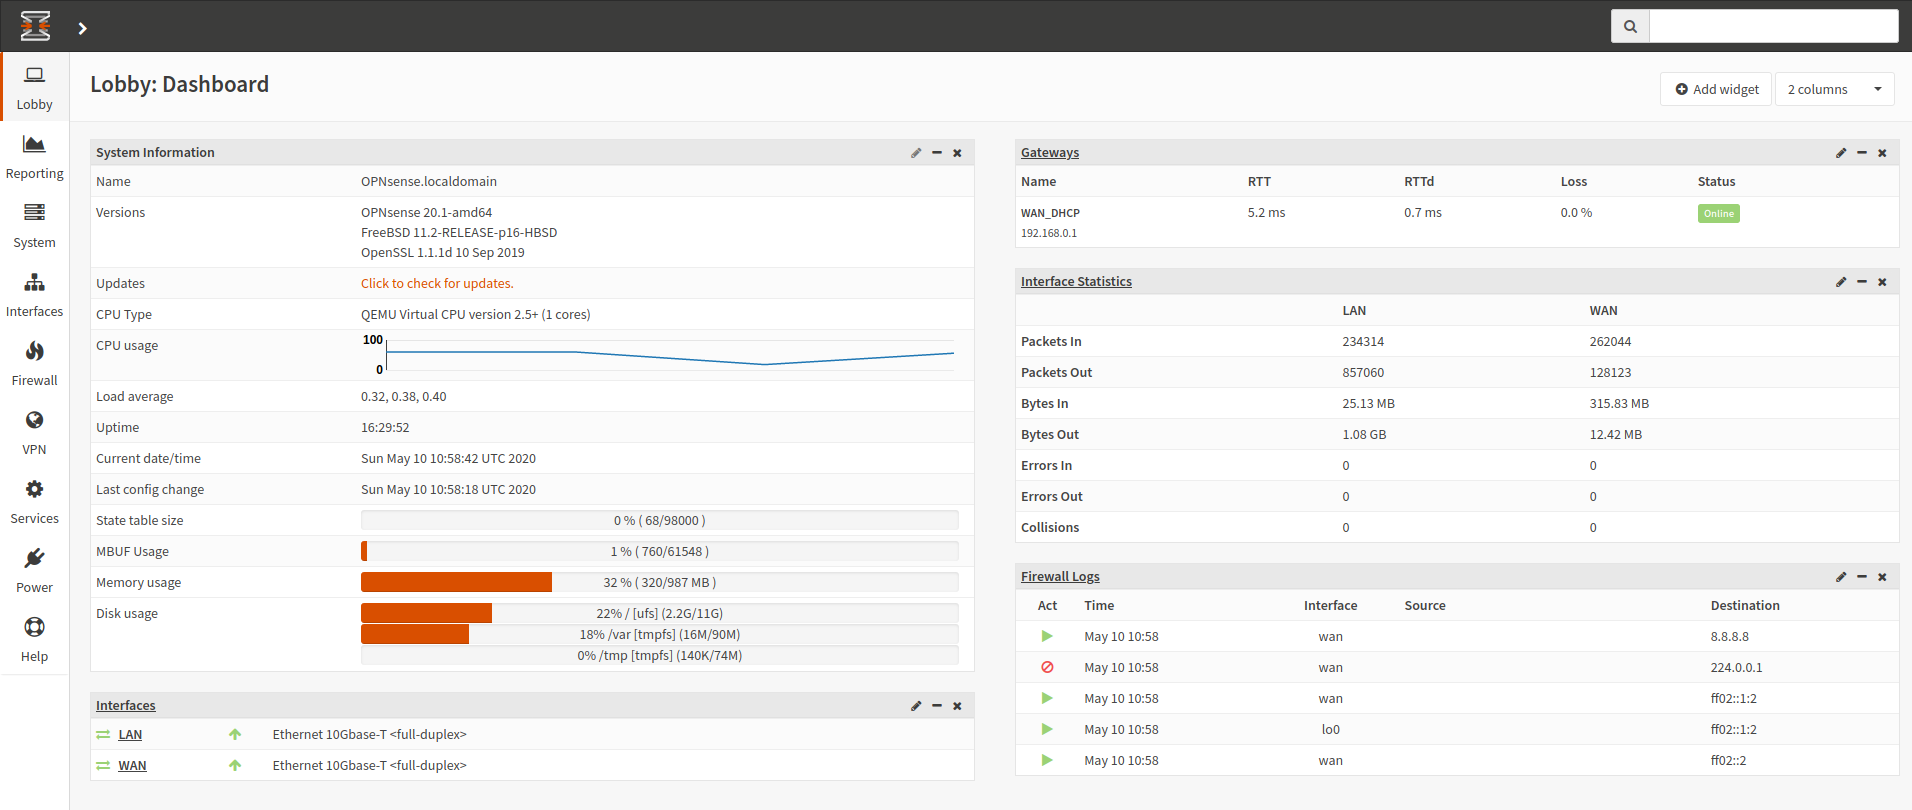 Lobby: Dashboard
Add widget
2 columns
Lobby
Reporting
System
Interfaces
Firewall
VPN
Services
Power
Help
System Information
Name OPNsense.localdomain
Versions OPNsense 20.1-amd64
FreeBSD 11.2-RELEASE-p16-HBSD
OpenSSL 1.1.1d 10 Sep 2019
Updates Click to check for updates.
CPU Type QEMU Virtual CPU version 2.5+ (1 cores)
CPU usage 100
0
Load average 0.32, 0.38, 0.40
Uptime 16:29:52
Current date/time Sun May 10 10:58:42 UTC 2020
Last config change Sun May 10 10:58:18 UTC 2020
State table size 0 % ( 68/98000 )
MBUF Usage 1 % ( 760/61548 )
Memory usage 32 % ( 320/987 MB )
Disk usage 22% / [ufs] (2.2G/11G)
18% /var [tmpfs] (16M/90M)
0% /tmp [tmpfs] (140K/74M)
Interfaces
LAN Ethernet 10Gbase-T <full-duplex>
WAN Ethernet 10Gbase-T <full-duplex>
Gateways
Name RTT RTTd Loss Status
WAN_DHCP 5.2 ms 0.7 ms 0.0 % Online
192.168.0.1
Interface Statistics
LAN WAN
Packets In 234314 262044
Packets Out 857060 128123
Bytes In 25.13 MB 315.83 MB
Bytes Out 1.08 GB 12.42 MB
Errors In 0 0
Errors Out 0 0
Collisions 0 0
Firewall Logs
Act Time Interface Source Destination
May 10 10:58 wan 8.8.8.8
May 10 10:58 wan 224.0.0.1
May 10 10:58 wan ff02::1:2
May 10 10:58 lo0 ff02::1:2
May 10 10:58 wan ff02::2